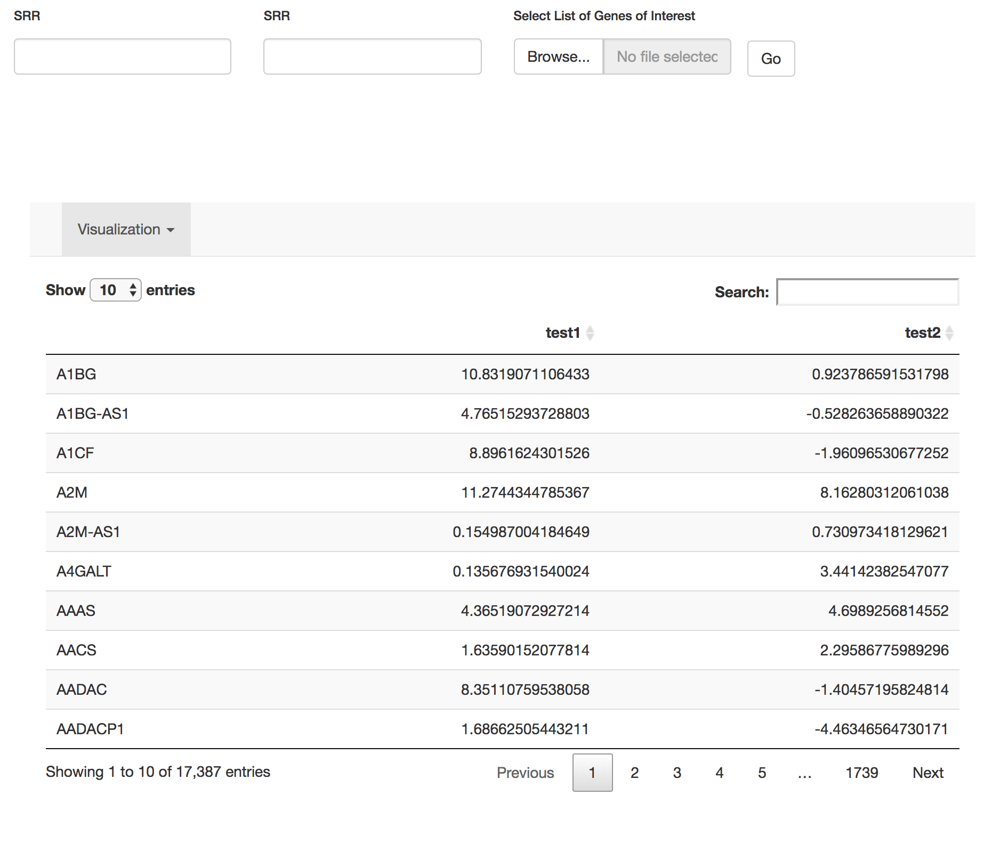 SRR SRR Select List of Genes of Interest
Browse... No file selected Go
Visualization
Show 10 entries Search:
test1 test2
A1BG 10.8319071106433 0.923786591531798
A1BG-AS1 4.76515293728803 -0.528263658890322
A1CF 8.8961624301526 -1.96096530677252
A2M 11.2744344785367 8.16280312061038
A2M-AS1 0.154987004184649 0.730973418129621
A4GALT 0.135676931540024 3.44142382547077
AAAS 4.36519072927214 4.6989256814552
AACS 1.63590152077814 2.29586775989296
AADAC 8.35110759538058 -1.40457195824814
AADACP1 1.68662505443211 -4.46346564730171
Showing 1 to 10 of 17,387 entries Previous 1 2 3 4 5 ... 1739 Next